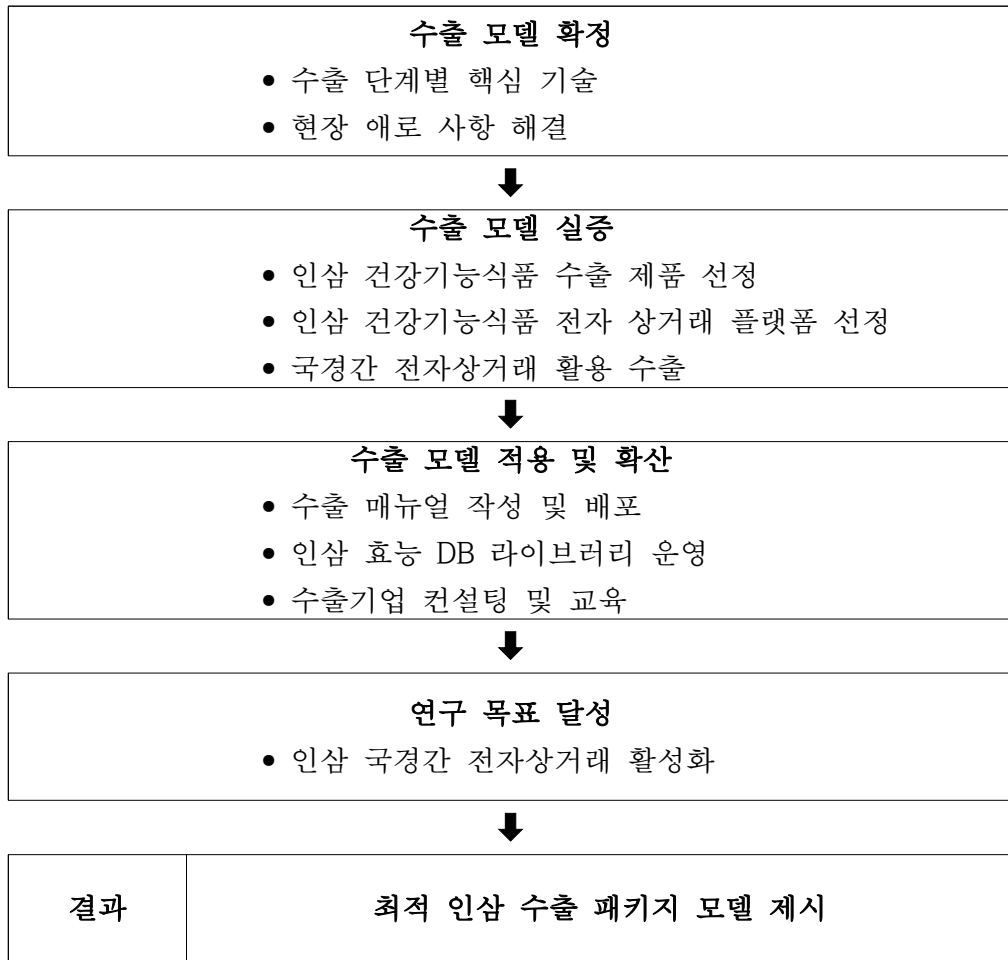 수출 모델 확정
• 수출 단계별 핵심 기술
• 현장 애로 사항 해결
수출 모델 실증
• 인삼 건강기능식품 수출 제품 선정
• 인삼 건강기능식품 전자 상거래 플랫폼 선정
• 국경간 전자상거래 활용 수출
수출 모델 적용 및 확산
• 수출 매뉴얼 작성 및 배포
• 인삼 효능 DB 라이브러리 운영
• 수출기업 컨설팅 및 교육
연구 목표 달성
• 인삼 국경간 전자상거래 활성화
결과 최적 인삼 수출 패키지 모델 제시